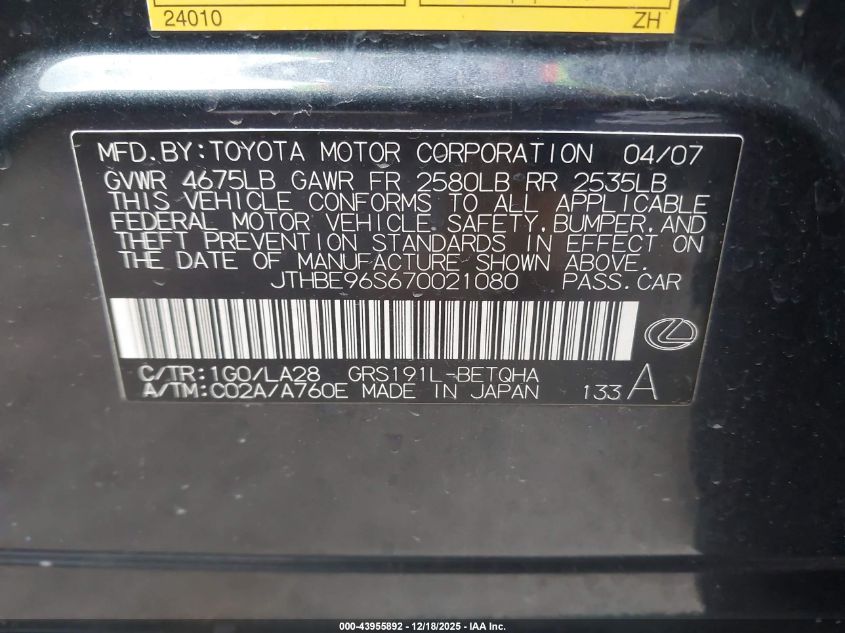 24010 ZH
MFD.BY:TOYOTA MOTOR CORPORATION 04/07
GVWR 4675LB GAWR FR 2580LB RR 2535LB
THIS VEHICLE CONFORMS TO ALL APPLICABLE
FEDERAL MOTOR VEHICLE SAFETY,BUMPER,AND
THEFT PREVENTION STANDARDS IN EFFECT ON
THE DATE OF MANUFACTURE SHOWN ABOVE.
JTHBE96S670021080 PASS.CAR
C/TR:1G0/LA28 GRS191L-BETQHA
A/TM:C02A/A760E MADE IN JAPAN 133 A
000-43955892 - 12/18/2025 - IAA Inc.